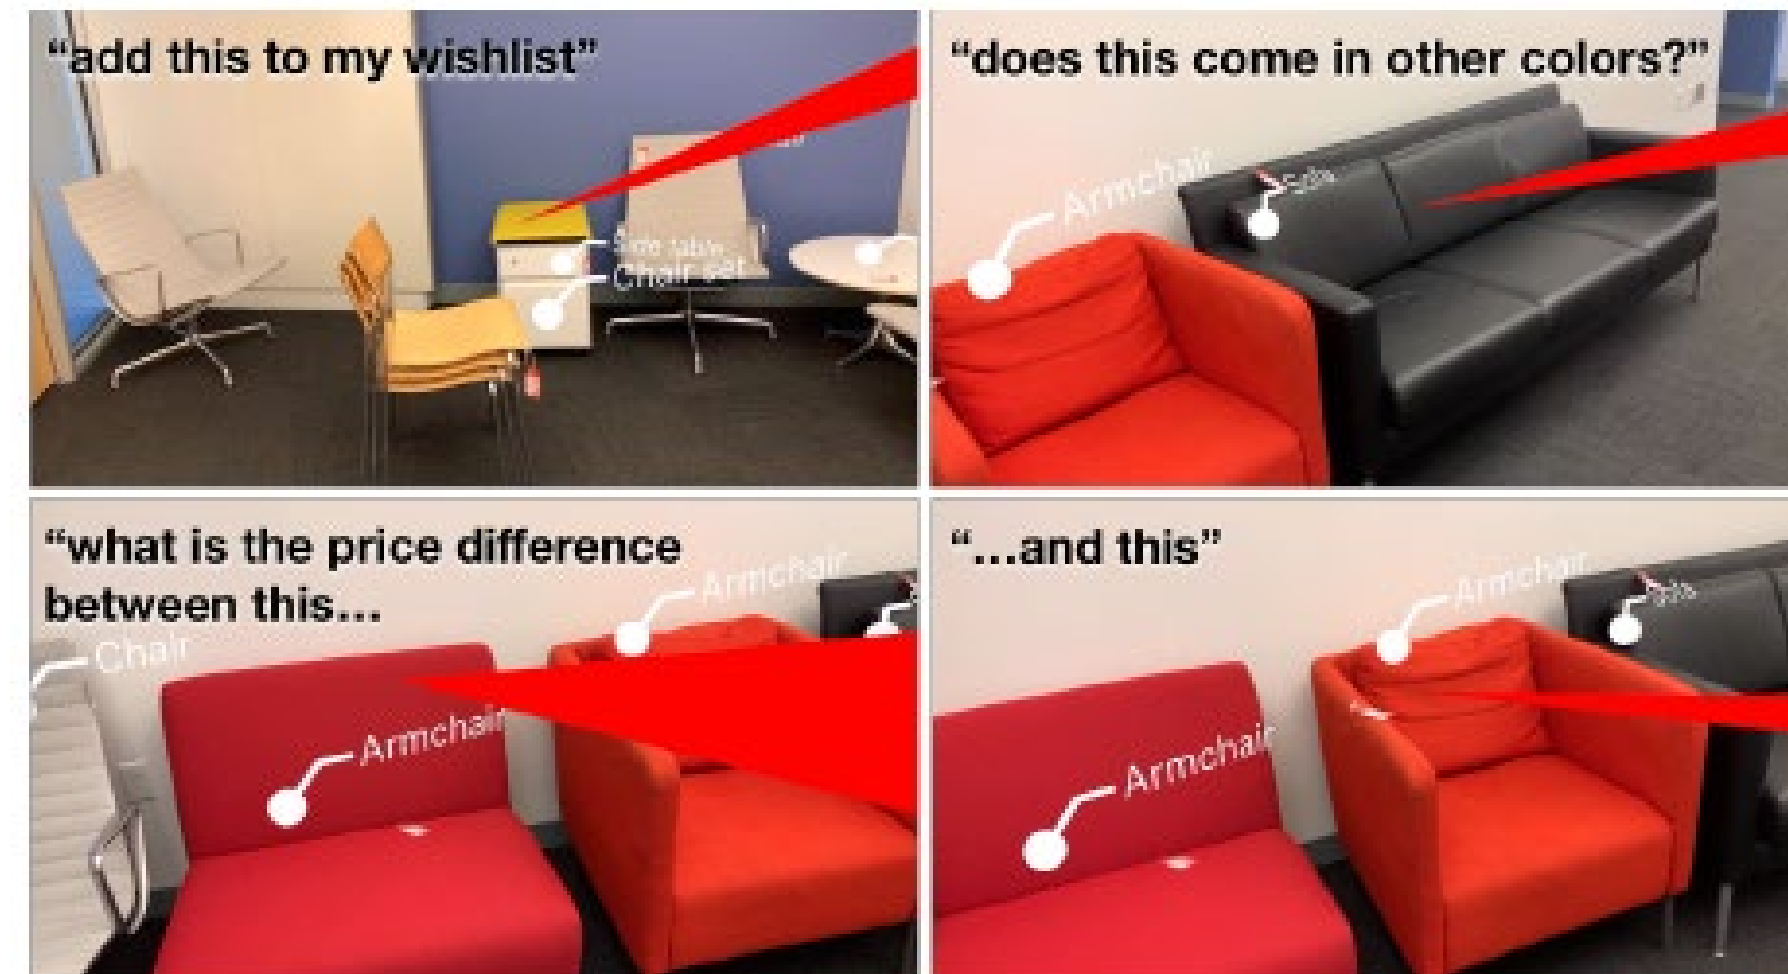 “add this to my wishlist”
Side table
Chair set
“does this come in other colors?”
Armchair
Sofa
“what is the price difference
between this...
Armchair
Chair
Armchair
“...and this”
Armchair
Sofa
Armchair